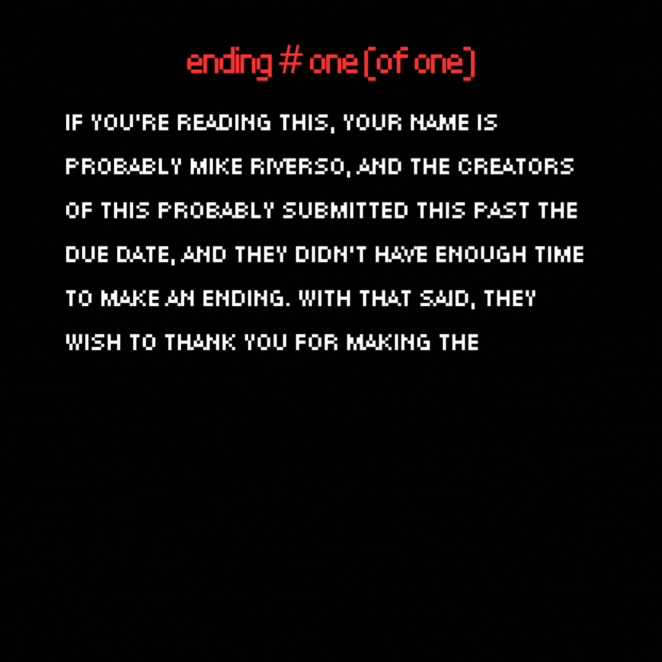 ending # one (of one)
IF YOU'RE READING THIS, YOUR NAME IS
PROBABLY MIKE RIVERSO, AND THE CREATORS
OF THIS PROBABLY SUBMITTED THIS PAST THE
DUE DATE, AND THEY DIDN'T HAVE ENOUGH TIME
TO MAKE AN ENDING. WITH THAT SAID, THEY
WISH TO THANK YOU FOR MAKING THE